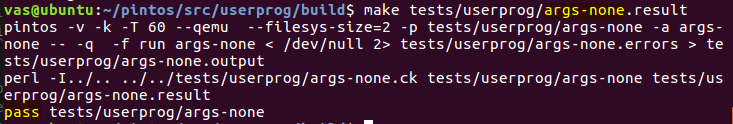 vas@ubuntu:~/pintos/src/userprog/build$ make tests/userprog/args-none.result
pintos -v -k -T 60 --qemu  --filesys-size=2 -p tests/userprog/args-none -a args-
none -- -q  -f run args-none < /dev/null 2> tests/userprog/args-none.errors > te
sts/userprog/args-none.output
perl -I../.. ../../tests/userprog/args-none.ck tests/userprog/args-none tests/us
erprog/args-none.result
pass tests/userprog/args-none